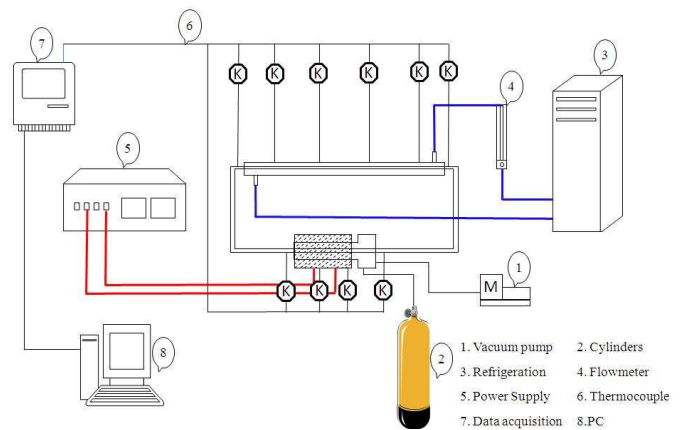 6
7
K K K K K K
3
4
5
K K K K
M
1
8
2
1. Vacuum pump 2. Cylinders
3. Refrigeration 4. Flowmeter
5. Power Supply 6. Thermocouple
7. Data acquisition 8.PC